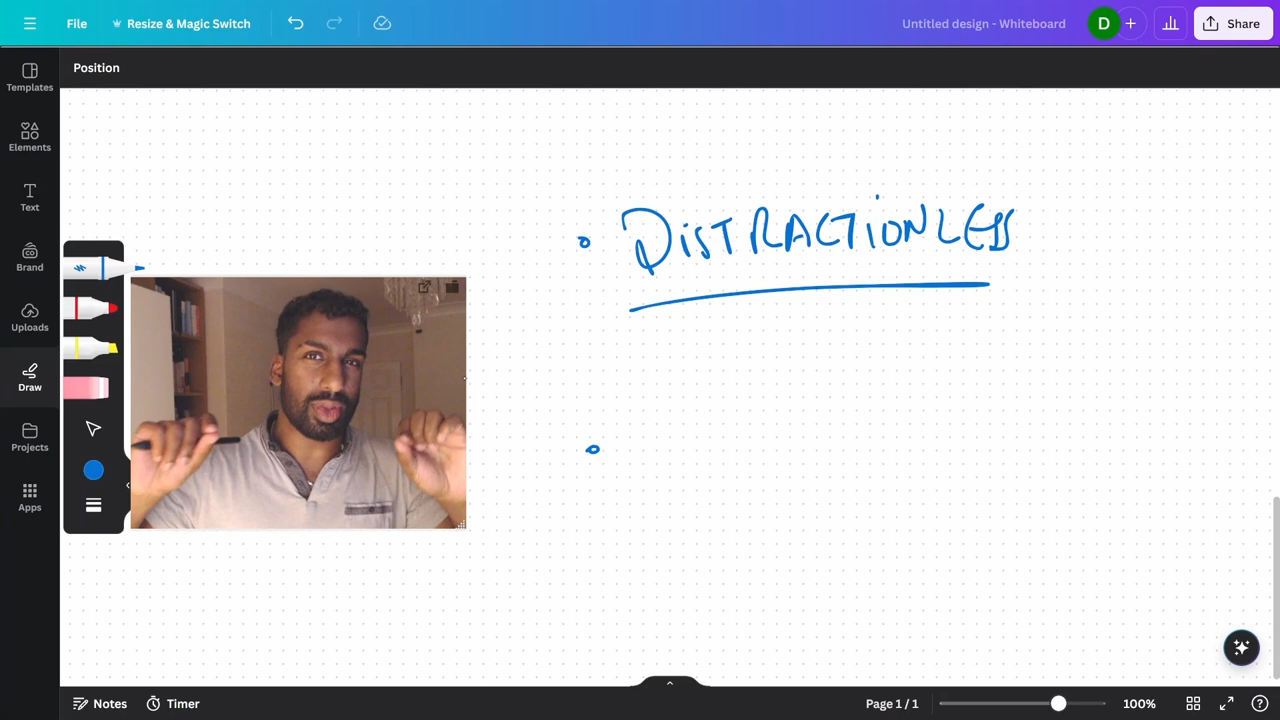 File
Resize & Magic Switch
Untitled design - Whiteboard
D
+
Share
Position
Templates
Elements
Text
Brand
Uploads
Draw
Projects
Apps
DiSTRACTiONLESS
Notes
Timer
Page 1 / 1
100%